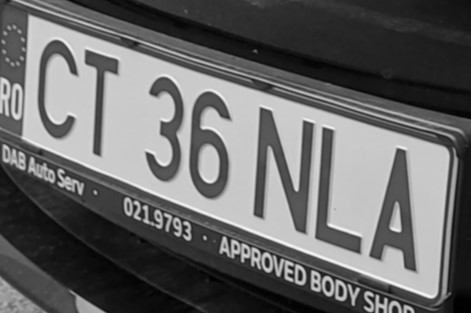 RO CT 36 NLA
DAB Auto Serv · 021.9793 · APPROVED BODY SHOP